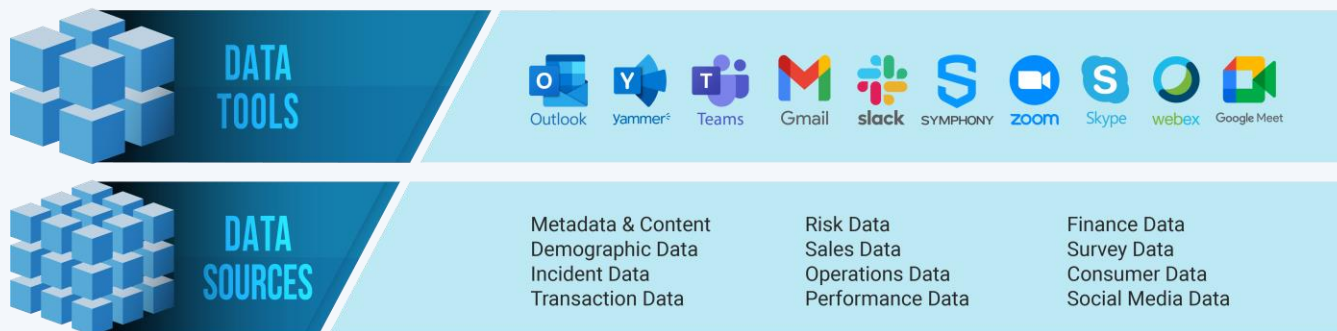 DATA
TOOLS
O Y T S
Outlook yammer Teams Gmail slack SYMPHONY zoom Skype webex Google Meet
DATA
SOURCES
Metadata & Content
Demographic Data
Incident Data
Transaction Data
Risk Data
Sales Data
Operations Data
Performance Data
Finance Data
Survey Data
Consumer Data
Social Media Data